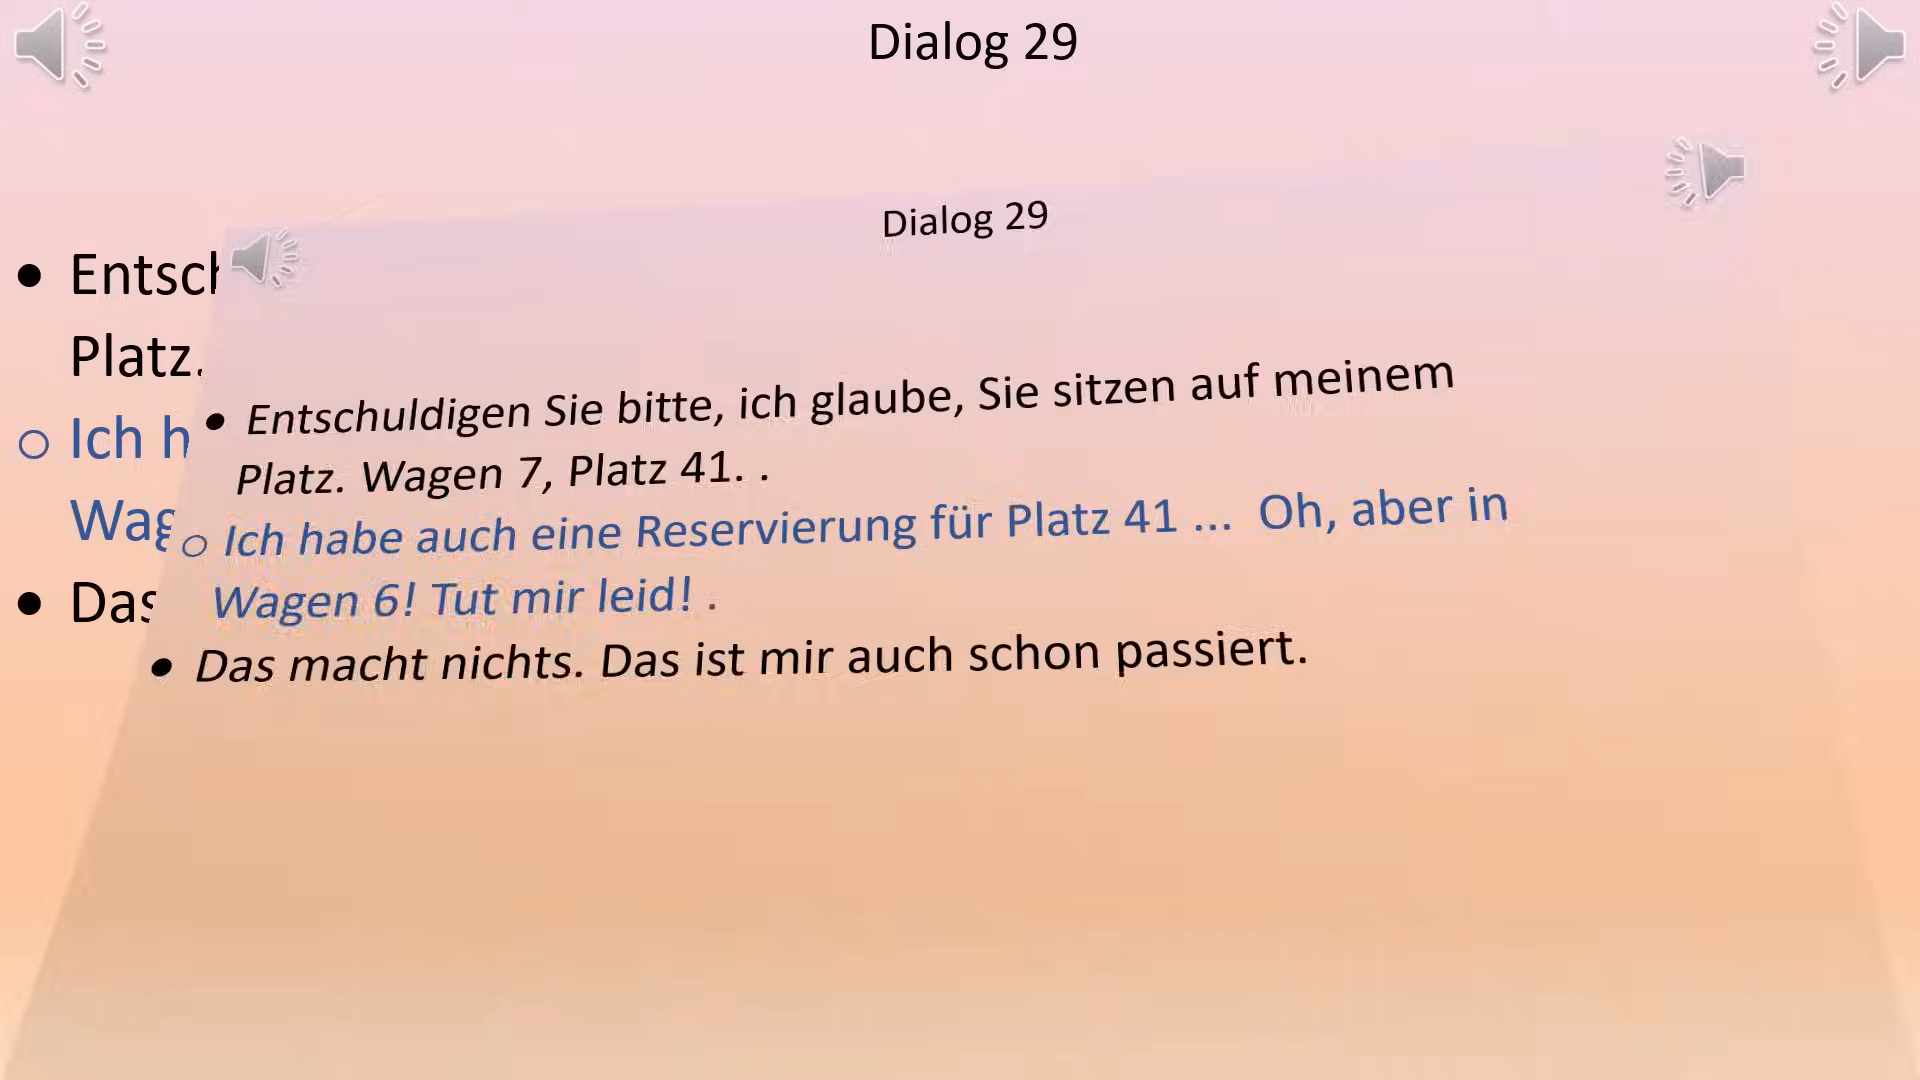 Dialog 29
Dialog 29
• Entsch
Platz.
○ Ich h
Wag
• Das
• Entschuldigen Sie bitte, ich glaube, Sie sitzen auf meinem
Platz. Wagen 7, Platz 41. .
○ Ich habe auch eine Reservierung für Platz 41 ... Oh, aber in
Wagen 6! Tut mir leid! .
• Das macht nichts. Das ist mir auch schon passiert.